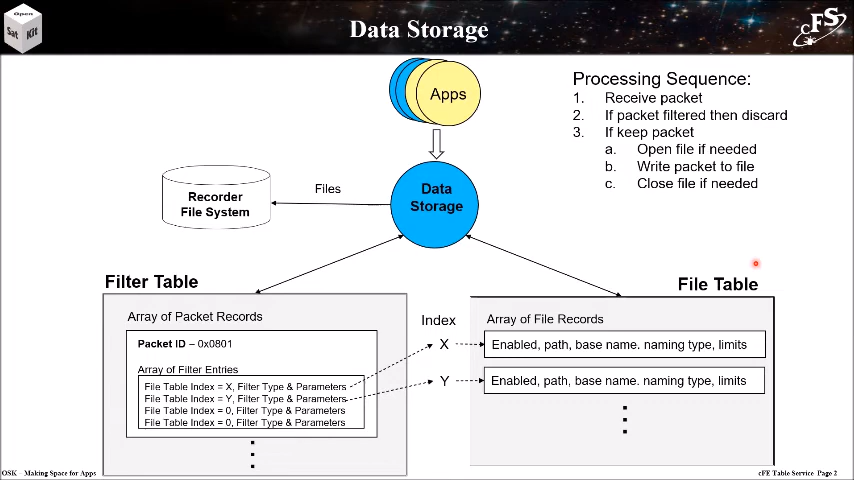 Open
Sat
Kit
Data Storage
cFS
Apps
Processing Sequence:
1. Receive packet
2. If packet filtered then discard
3. If keep packet
a. Open file if needed
b. Write packet to file
c. Close file if needed
Recorder
File System
Files
Data
Storage
Filter Table
File Table
Array of Packet Records
Packet ID – 0x0801
Array of Filter Entries
File Table Index = X, Filter Type & Parameters
File Table Index = Y, Filter Type & Parameters
File Table Index = 0, Filter Type & Parameters
File Table Index = 0, Filter Type & Parameters
Index
X
Y
Array of File Records
Enabled, path, base name. naming type, limits
Enabled, path, base name. naming type, limits
OSK – Making Space for Apps
cFE Table Service- Page 2